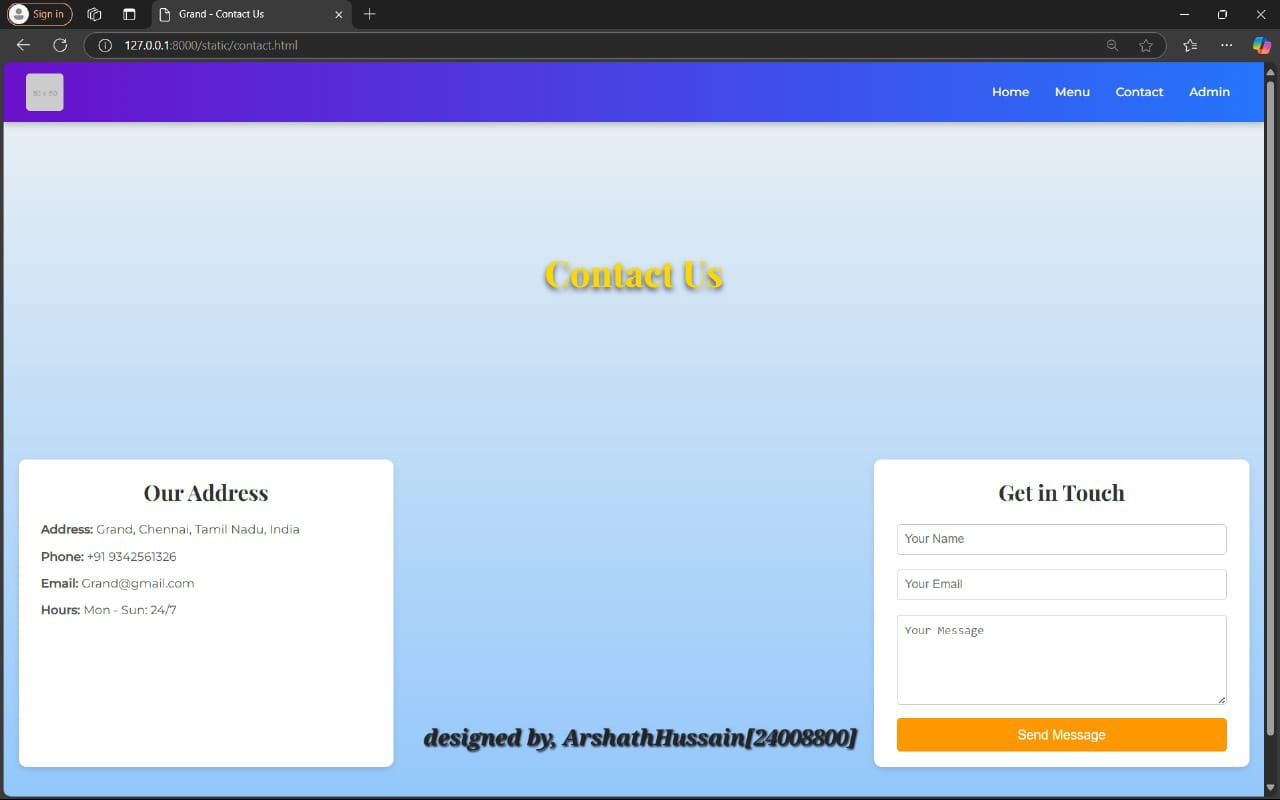 Sign in
Grand - Contact Us
127.0.0.1:8000/static/contact.html
Home Menu Contact Admin
Contact Us
Our Address
Address: Grand, Chennai, Tamil Nadu, India
Phone: +91 9342561326
Email: Grand@gmail.com
Hours: Mon - Sun: 24/7
Get in Touch
Your Name
Your Email
Your Message
Send Message
designed by, ArshathHussain[24008800]